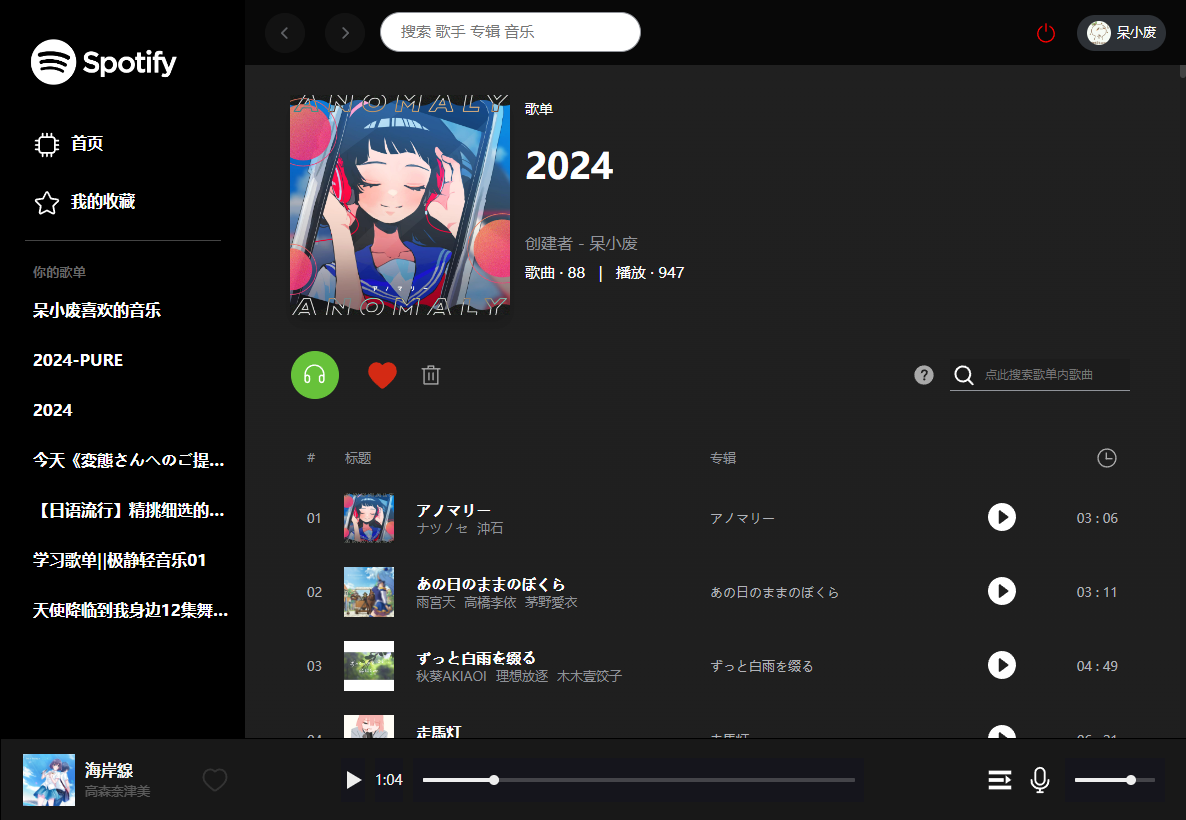 Spotify
首页
我的收藏
你的歌单
呆小废喜欢的音乐
2024-PURE
2024
今天《変態さんへのご提...
【日语流行】精挑细选的...
学习歌单||极静轻音乐01
天使降临到我身边12集舞...
搜索 歌手 专辑 音乐
呆小废
ANOMALY
アノマリー
ANOMALY
歌单
2024
创建者 - 呆小废
歌曲 · 88 | 播放 · 947
?
点此搜索歌单内歌曲
# 标题 专辑
01 アノマリー アノマリー 03 : 06
ナツノセ 沖石
02 あの日のままのぼくら あの日のままのぼくら 03 : 11
雨宮天 高橋李依 茅野愛衣
03 ずっと白雨を缀る ずっと白雨を缀る 04 : 49
秋葵AKIAOI 理想放逐 木木壹饺子
走馬灯
海岸線
高森奈津美
1:04